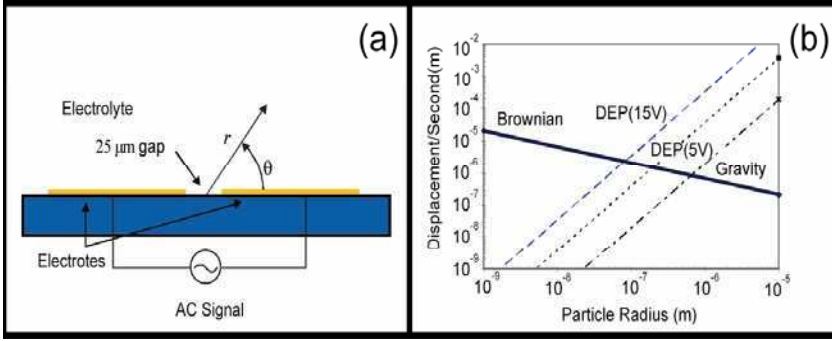 (a)
Electrolyte
r
25 μm gap
θ
Electrotes
AC Signal
(b)
Displacement/Second(m)
10⁻²
10⁻³
10⁻⁴
10⁻⁵
10⁻⁶
10⁻⁷
10⁻⁸
10⁻⁹
Brownian
DEP(15V)
DEP(5V)
Gravity
10⁻⁹ 10⁻⁸ 10⁻⁷ 10⁻⁶ 10⁻⁵
Particle Radius (m)